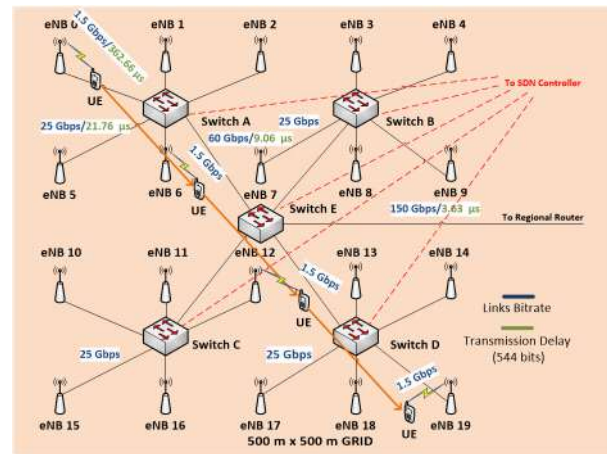 eNB 0
eNB 1
eNB 2
eNB 3
eNB 4
1.5 Gbps/362.66 µs
UE
To SDN Controller
Switch A
Switch B
25 Gbps/21.76 µs
60 Gbps/9.06 µs
25 Gbps
1.5 Gbps
eNB 5
eNB 6
eNB 7
eNB 8
eNB 9
UE
Switch E
150 Gbps/3.63 µs
To Regional Router
eNB 10
eNB 11
eNB 12
eNB 13
eNB 14
1.5 Gbps
UE
Links Bitrate
Transmission Delay
(544 bits)
Switch C
Switch D
25 Gbps
25 Gbps
1.5 Gbps
eNB 15
eNB 16
eNB 17
eNB 18
UE
eNB 19
500 m x 500 m GRID